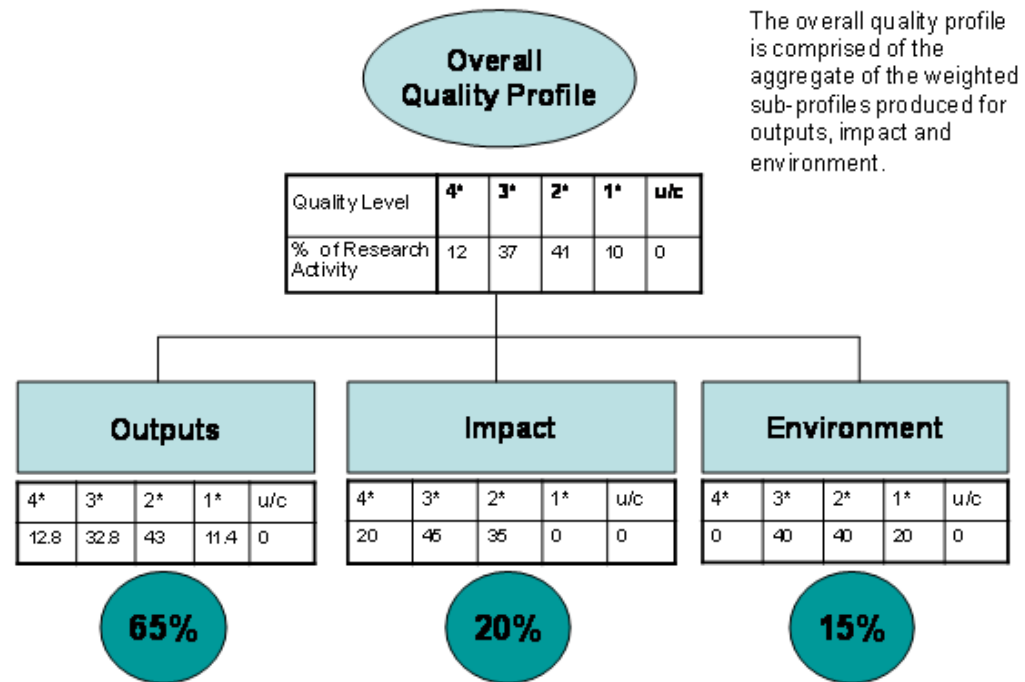 Overall
Quality Profile
The overall quality profile
is comprised of the
aggregate of the weighted
sub-profiles produced for
outputs, impact and
environment.
Quality Level 4* 3* 2* 1* u/c
% of Research
Activity 12 37 41 10 0
Outputs
4* 3* 2* 1* u/c
12.8 32.8 43 11.4 0
65%
Impact
4* 3* 2* 1* u/c
20 45 35 0 0
20%
Environment
4* 3* 2* 1* u/c
0 40 40 20 0
15%